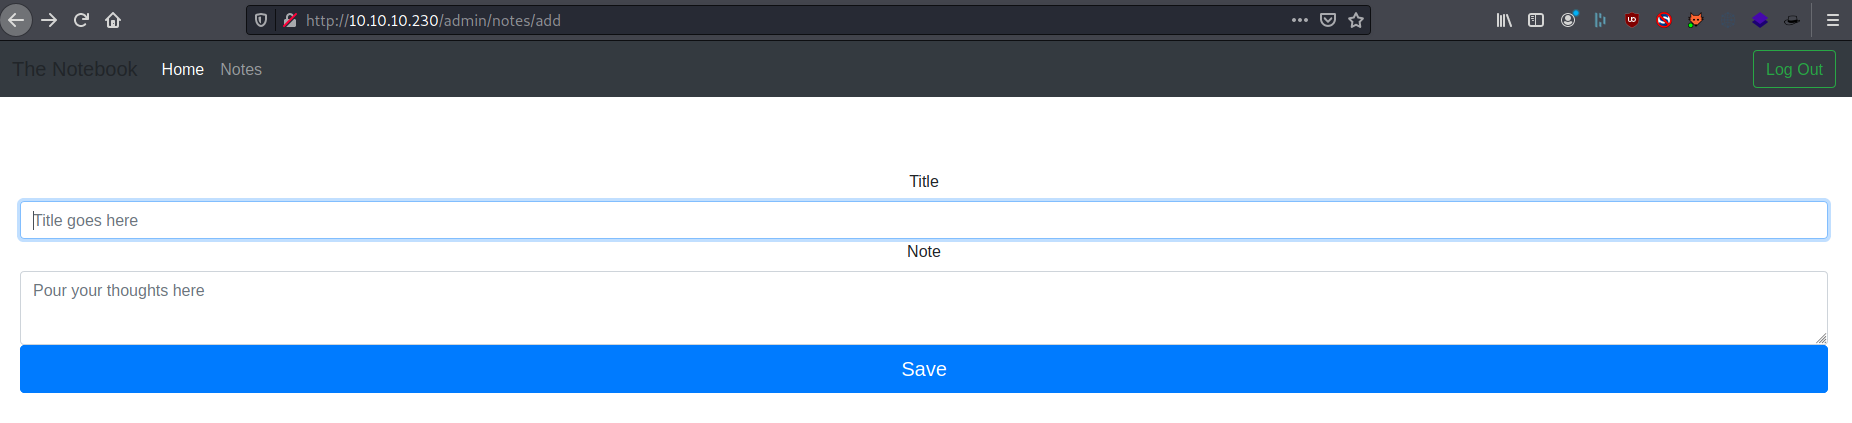 http://10.10.10.230/admin/notes/add
The Notebook Home Notes Log Out
Title
Title goes here
Note
Pour your thoughts here
Save